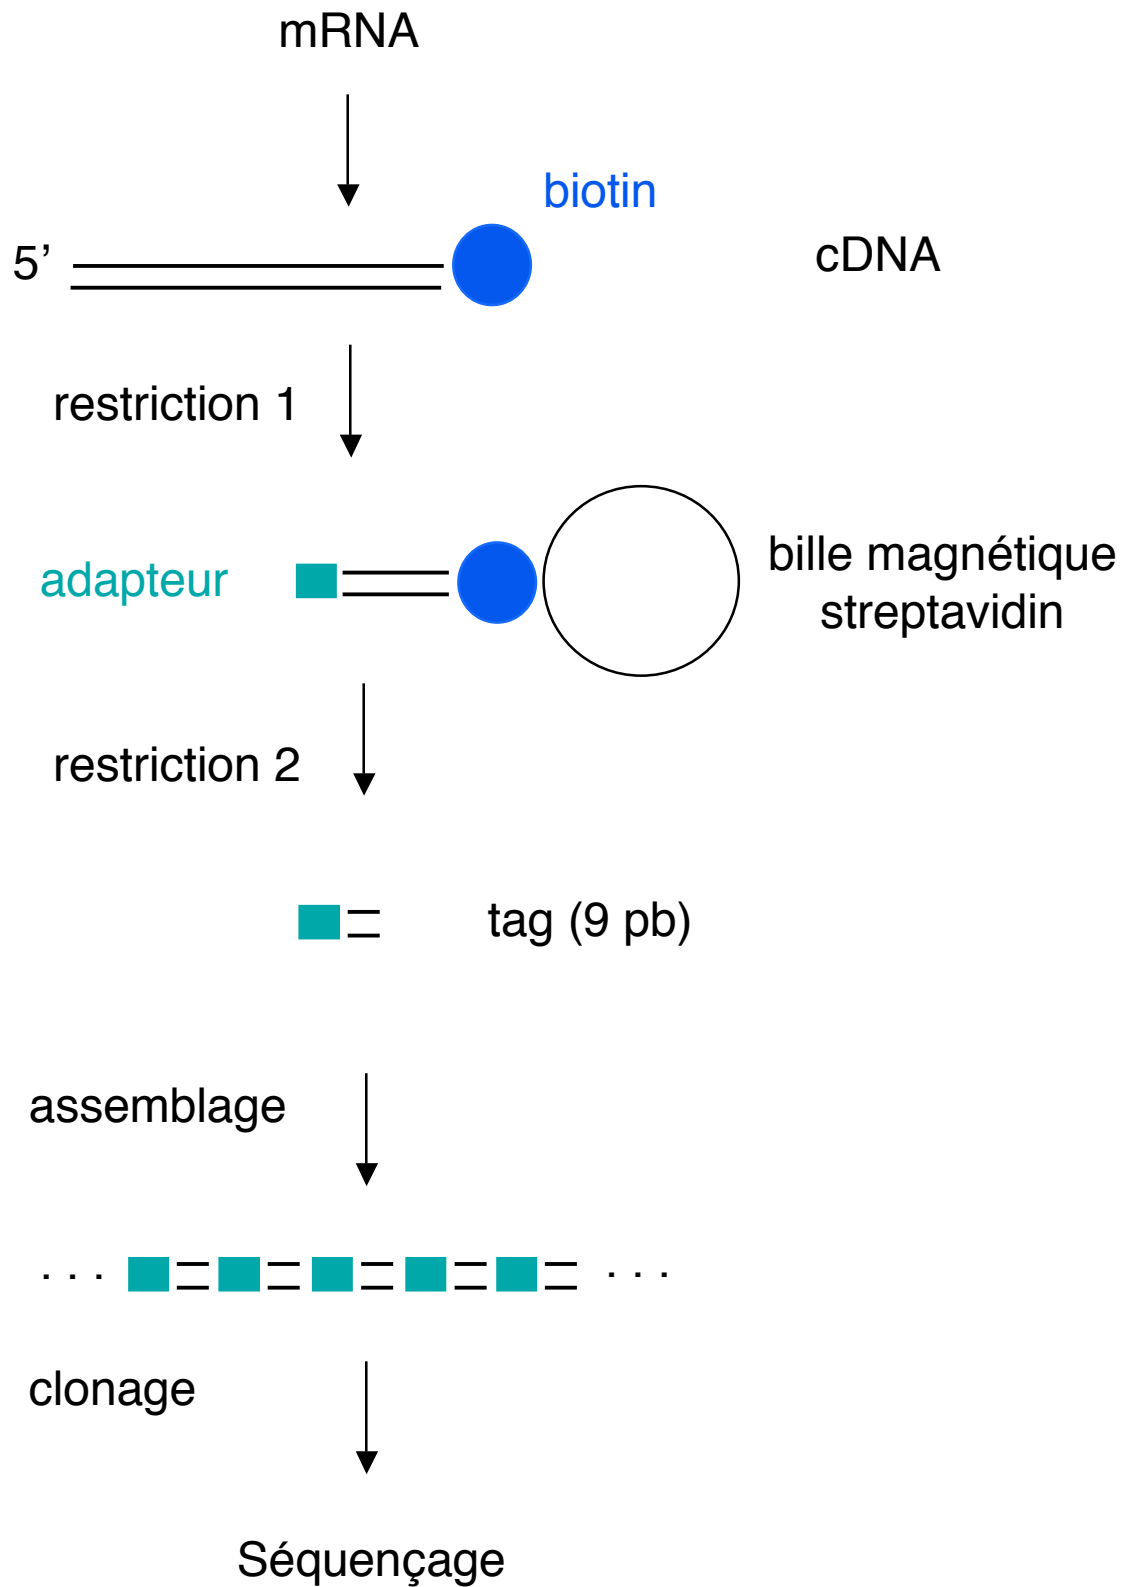 mRNA
biotin
5’
cDNA
restriction 1
adapteur
bille magnétique
streptavidin
restriction 2
tag (9 pb)
assemblage
. . .
. . .
clonage
Séquençage